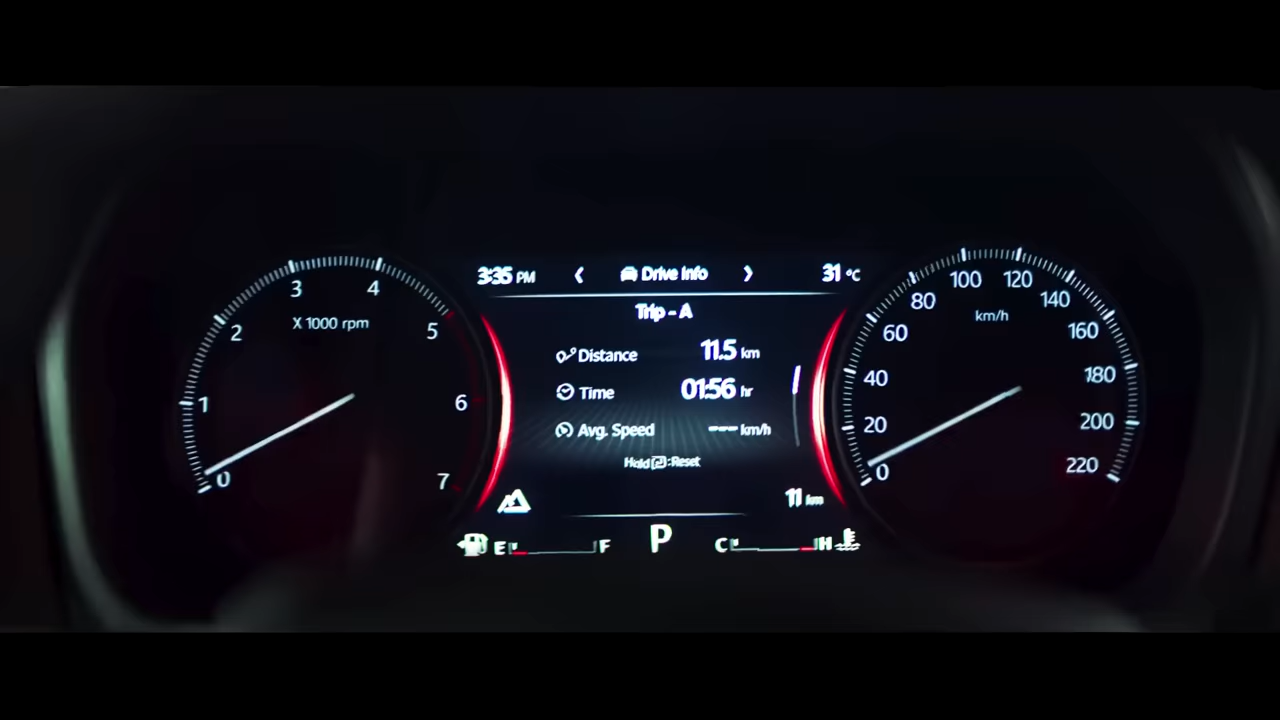 3:35 PM ‹ Drive Info › 31 °C
Trip - A
Distance 11.5 km
Time 01:56 hr
Avg. Speed --- km/h
Hold : Reset
11 km
E F P C H
0 1 2 3 4 5 6 7
X 1000 rpm
0 20 40 60 80 100 120 140 160 180 200 220
km/h